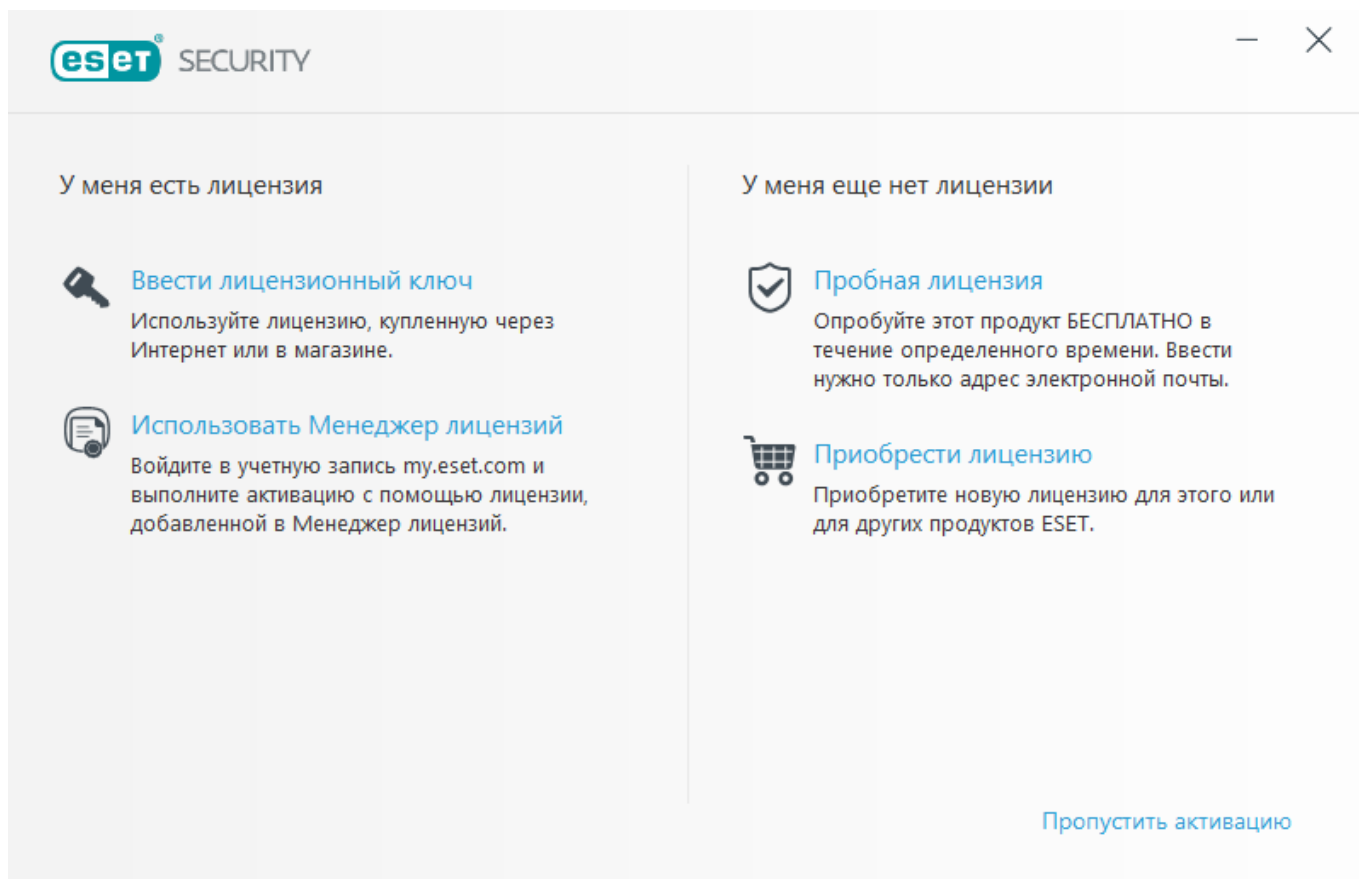 eset® SECURITY
У меня есть лицензия
Ввести лицензионный ключ
Используйте лицензию, купленную через
Интернет или в магазине.
Использовать Менеджер лицензий
Войдите в учетную запись my.eset.com и
выполните активацию с помощью лицензии,
добавленной в Менеджер лицензий.
У меня еще нет лицензии
Пробная лицензия
Опробуйте этот продукт БЕСПЛАТНО в
течение определенного времени. Ввести
нужно только адрес электронной почты.
Приобрести лицензию
Приобретите новую лицензию для этого или
для других продуктов ESET.
Пропустить активацию